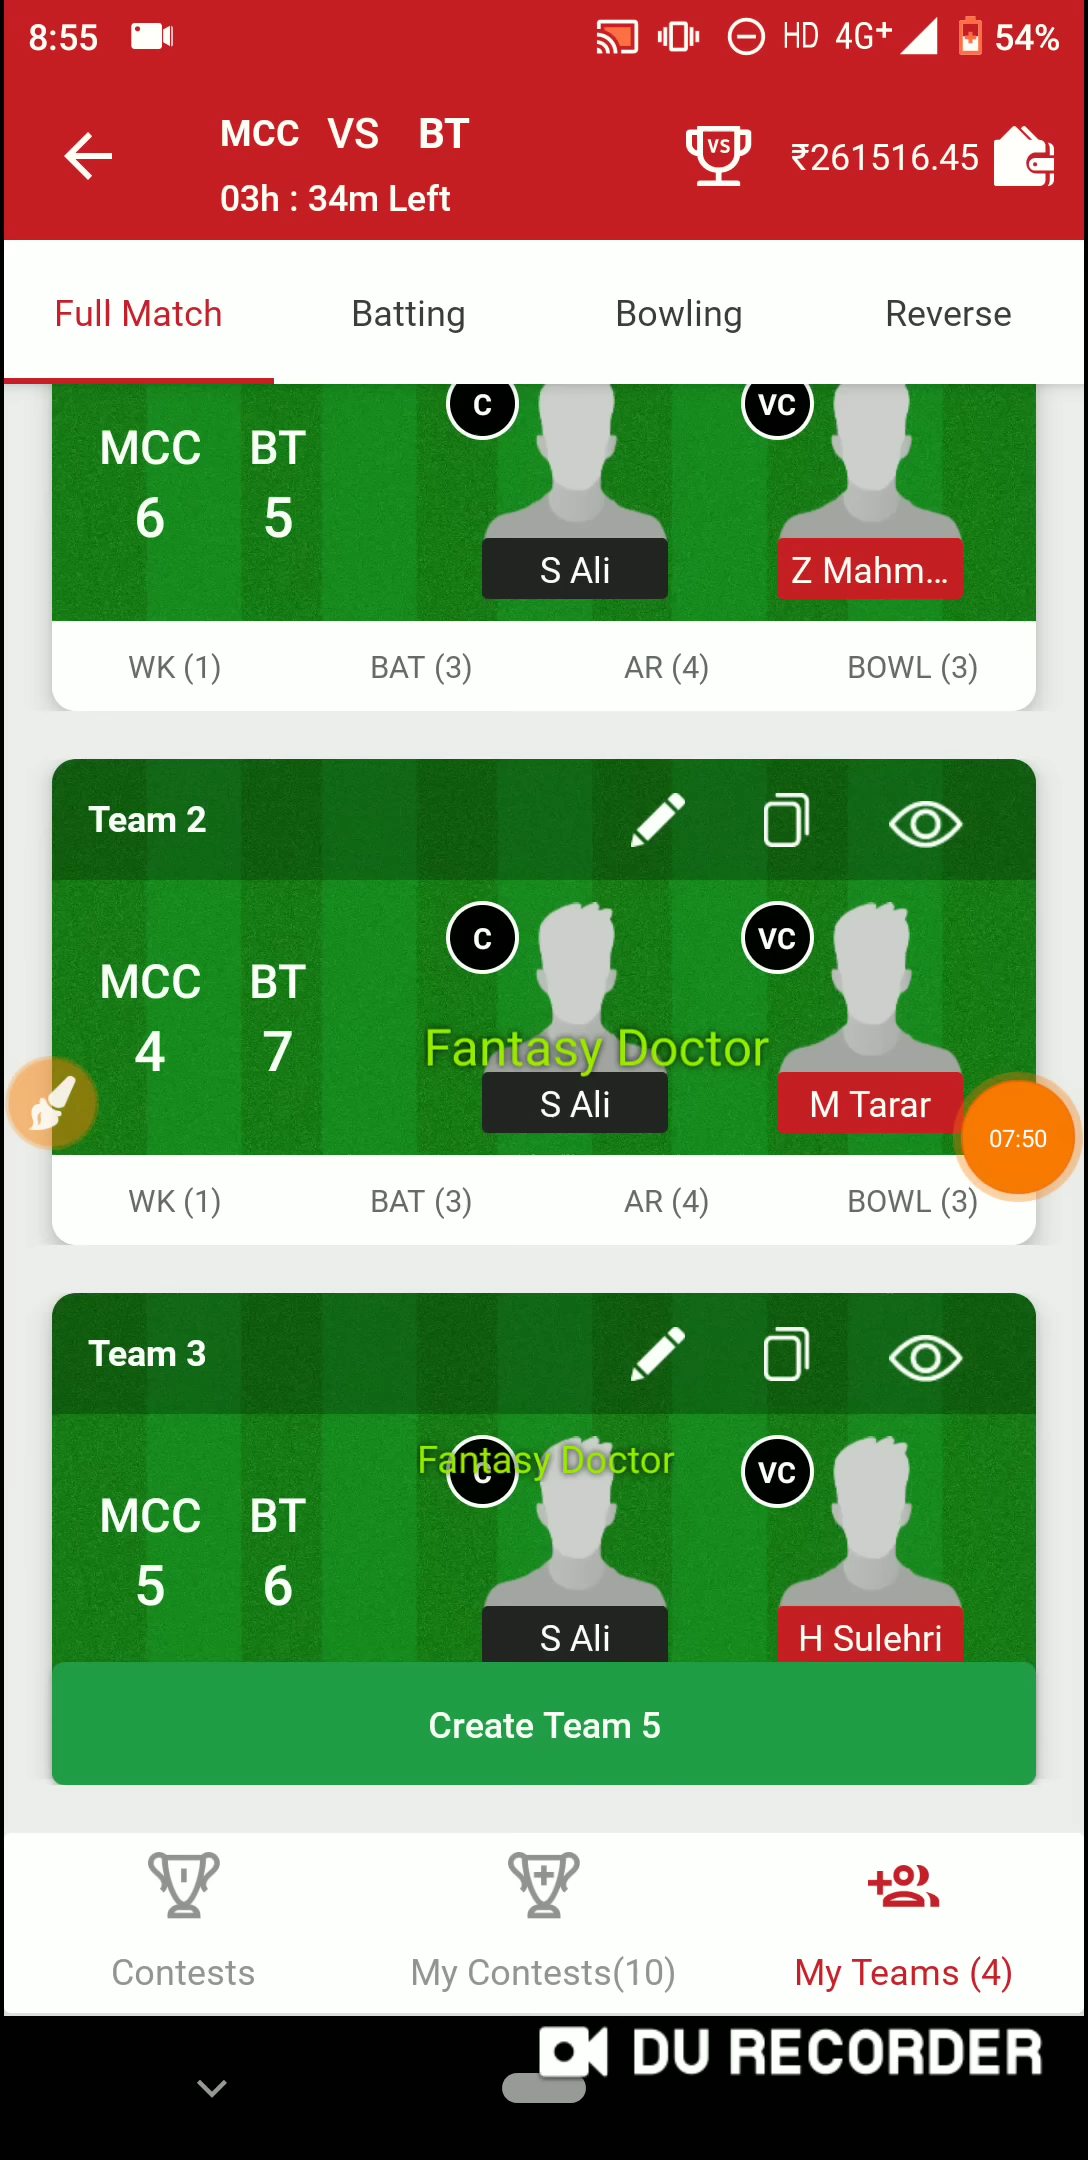 8:55 HD 4G+ 54%
MCC VS BT
03h : 34m Left
VS
₹261516.45
Full Match Batting Bowling Reverse
C VC
MCC BT
6 5
S Ali Z Mahm...
WK (1) BAT (3) AR (4) BOWL (3)
Team 2
C VC
MCC BT
4 7
Fantasy Doctor
S Ali M Tarar
07:50
WK (1) BAT (3) AR (4) BOWL (3)
Team 3
Fantasy Doctor
C VC
MCC BT
5 6
S Ali H Sulehri
Create Team 5
Contests My Contests(10) My Teams (4)
DU RECORDER